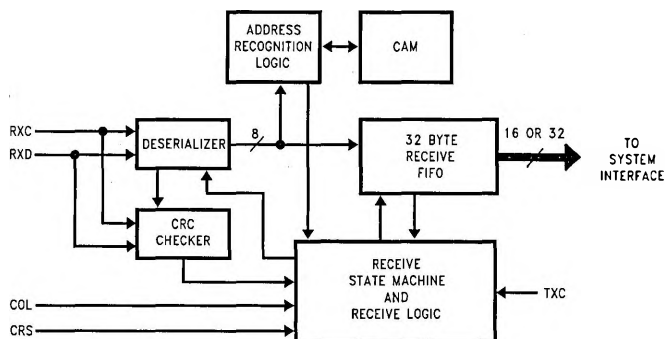 ADDRESS
RECOGNITION
LOGIC
CAM
RXC
RXD
DESERIALIZER
8
32 BYTE
RECEIVE
FIFO
16 OR 32
TO
SYSTEM
INTERFACE
CRC
CHECKER
RECEIVE
STATE MACHINE
AND
RECEIVE LOGIC
TXC
COL
CRS